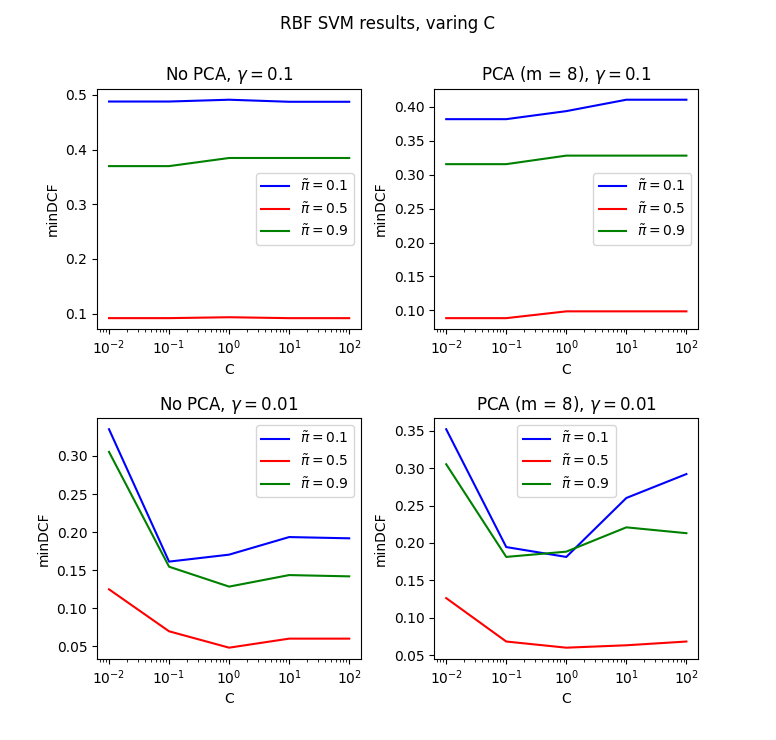 RBF SVM results, varing C
No PCA, γ = 0.1
0.5
0.4
0.3
0.2
0.1
minDCF
π̃ = 0.1
π̃ = 0.5
π̃ = 0.9
10⁻² 10⁻¹ 10⁰ 10¹ 10²
C
PCA (m = 8), γ = 0.1
0.40
0.35
0.30
0.25
0.20
0.15
0.10
minDCF
π̃ = 0.1
π̃ = 0.5
π̃ = 0.9
10⁻² 10⁻¹ 10⁰ 10¹ 10²
C
No PCA, γ = 0.01
0.30
0.25
0.20
0.15
0.10
0.05
minDCF
π̃ = 0.1
π̃ = 0.5
π̃ = 0.9
10⁻² 10⁻¹ 10⁰ 10¹ 10²
C
PCA (m = 8), γ = 0.01
0.35
0.30
0.25
0.20
0.15
0.10
0.05
minDCF
π̃ = 0.1
π̃ = 0.5
π̃ = 0.9
10⁻² 10⁻¹ 10⁰ 10¹ 10²
C